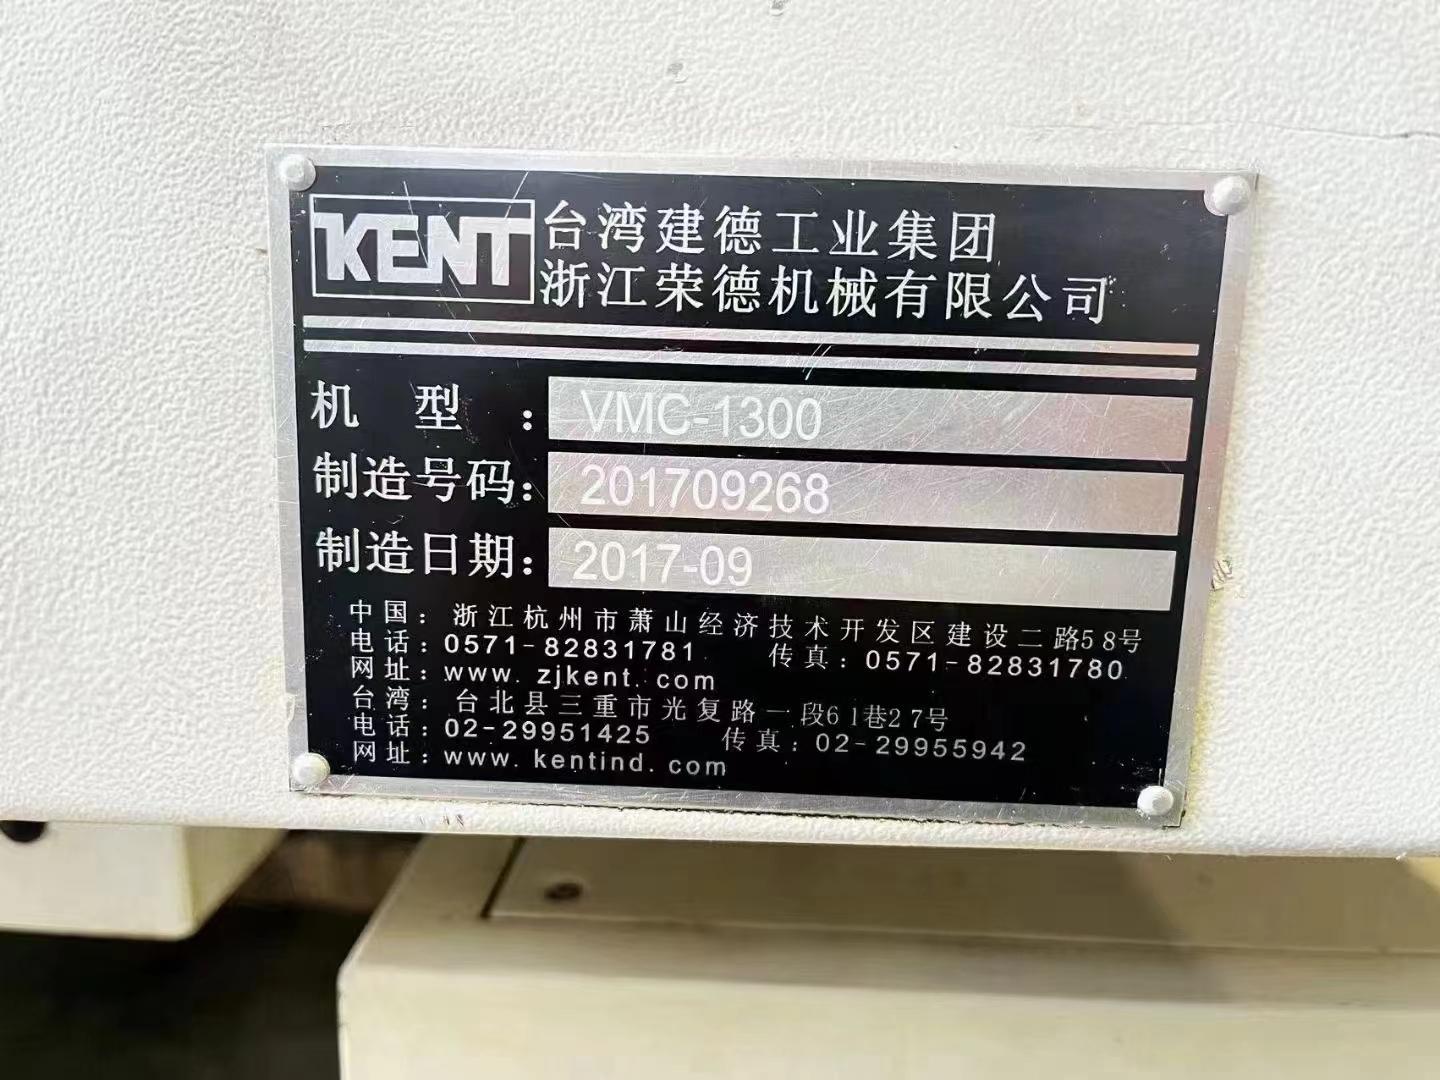 KENT
台湾建德工业集团
浙江荣德机械有限公司
机 型 : VMC-1300
制造号码: 201709268
制造日期: 2017-09
中国: 浙江杭州市萧山经济技术开发区建设二路58号
电话: 0571-82831781 传真: 0571-82831780
网址: www.zjkent.com
台湾: 台北县三重市光复路一段61巷27号
电话: 02-29951425 传真: 02-29955942
网址: www.kentind.com